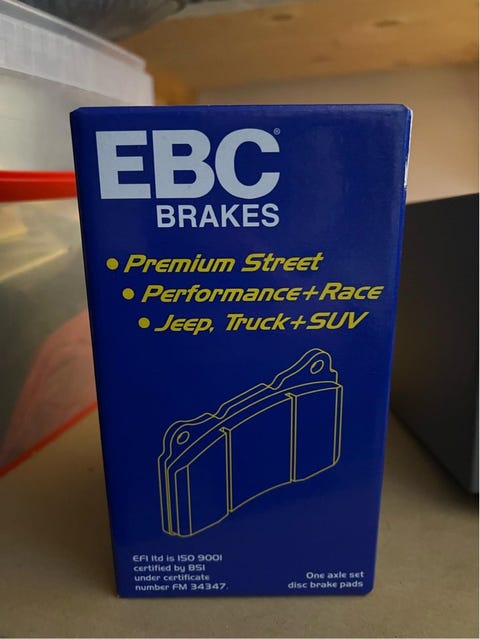 EBC®
BRAKES
• Premium Street
• Performance+Race
• Jeep, Truck+SUV
EFI ltd is ISO 9001
certified by BSI
under certificate
number FM 34347.
One axle set
disc brake pads